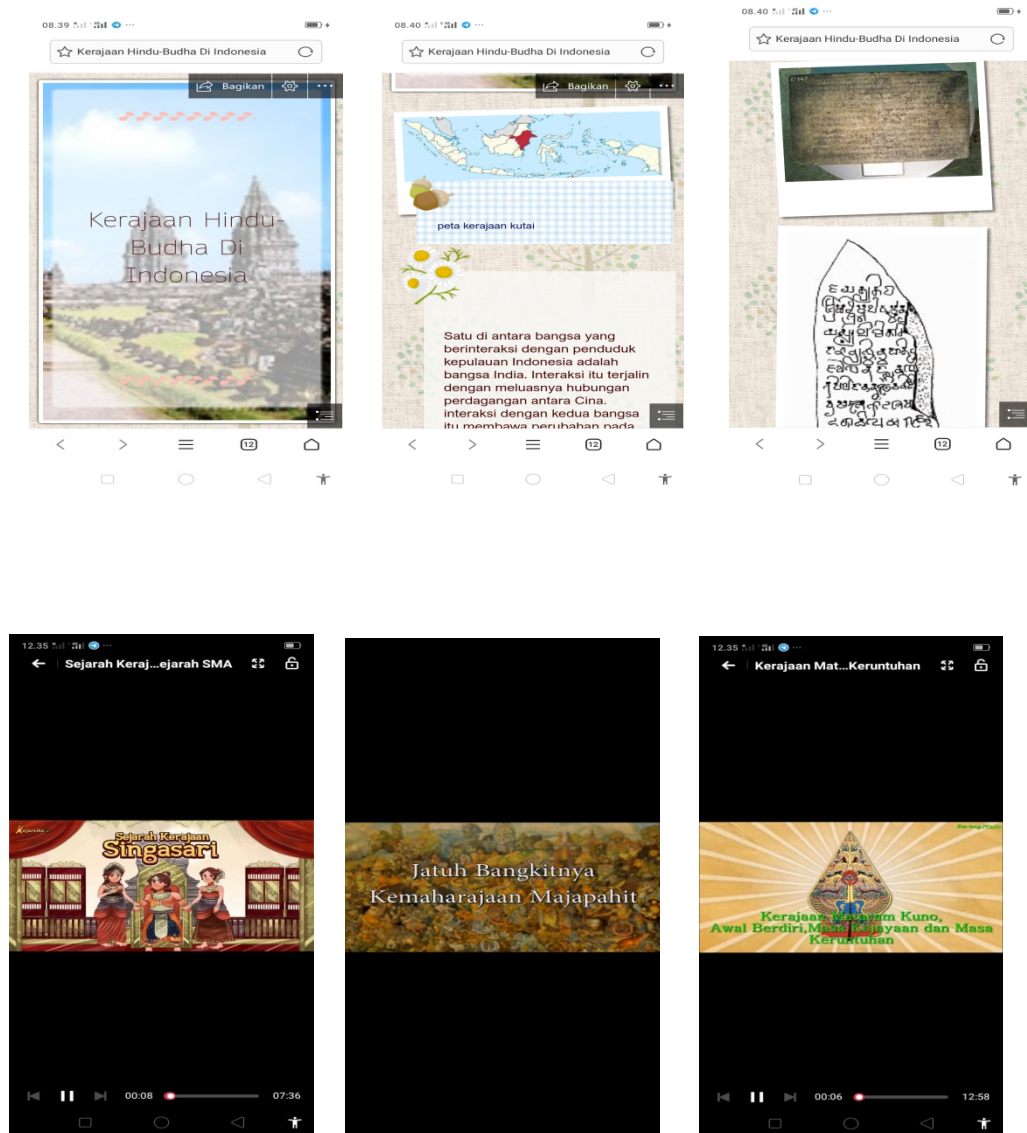 08.39
Kerajaan Hindu-Budha Di Indonesia
Bagikan
Kerajaan Hindu-
Budha Di
Indonesia
12
08.40
Kerajaan Hindu-Budha Di Indonesia
Bagikan
peta kerajaan kutai
Satu di antara bangsa yang
berinteraksi dengan penduduk
kepulauan Indonesia adalah
bangsa India. Interaksi itu terjalin
dengan meluasnya hubungan
perdagangan antara Cina.
interaksi dengan kedua bangsa
itu membawa perubahan pada
12
08.40
Kerajaan Hindu-Budha Di Indonesia
12
12.35
Sejarah Keraj...ejarah SMA
Sejarah Kerajaan
Singasari
00:08
07:36
Jatuh Bangkitnya
Kemaharajaan Majapahit
12.35
Kerajaan Mat...Keruntuhan
Kerajaan Mataram Kuno,
Awal Berdiri,Masa Kejayaan dan Masa
Keruntuhan
00:06
12:58